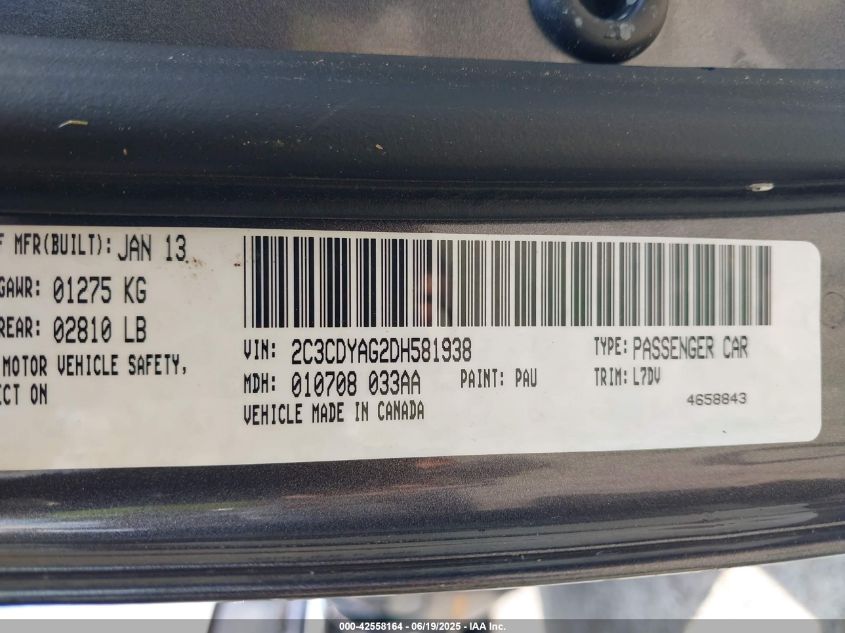 F MFR(BUILT): JAN 13
GAWR: 01275 KG
REAR: 02810 LB
MOTOR VEHICLE SAFETY,
ECT ON
VIN: 2C3CDYAG2DH581938
TYPE: PASSENGER CAR
MDH: 010708 033AA
PAINT: PAU
TRIM: L7DV
VEHICLE MADE IN CANADA
4658843
000-42558164 - 06/19/2025 - IAA Inc.